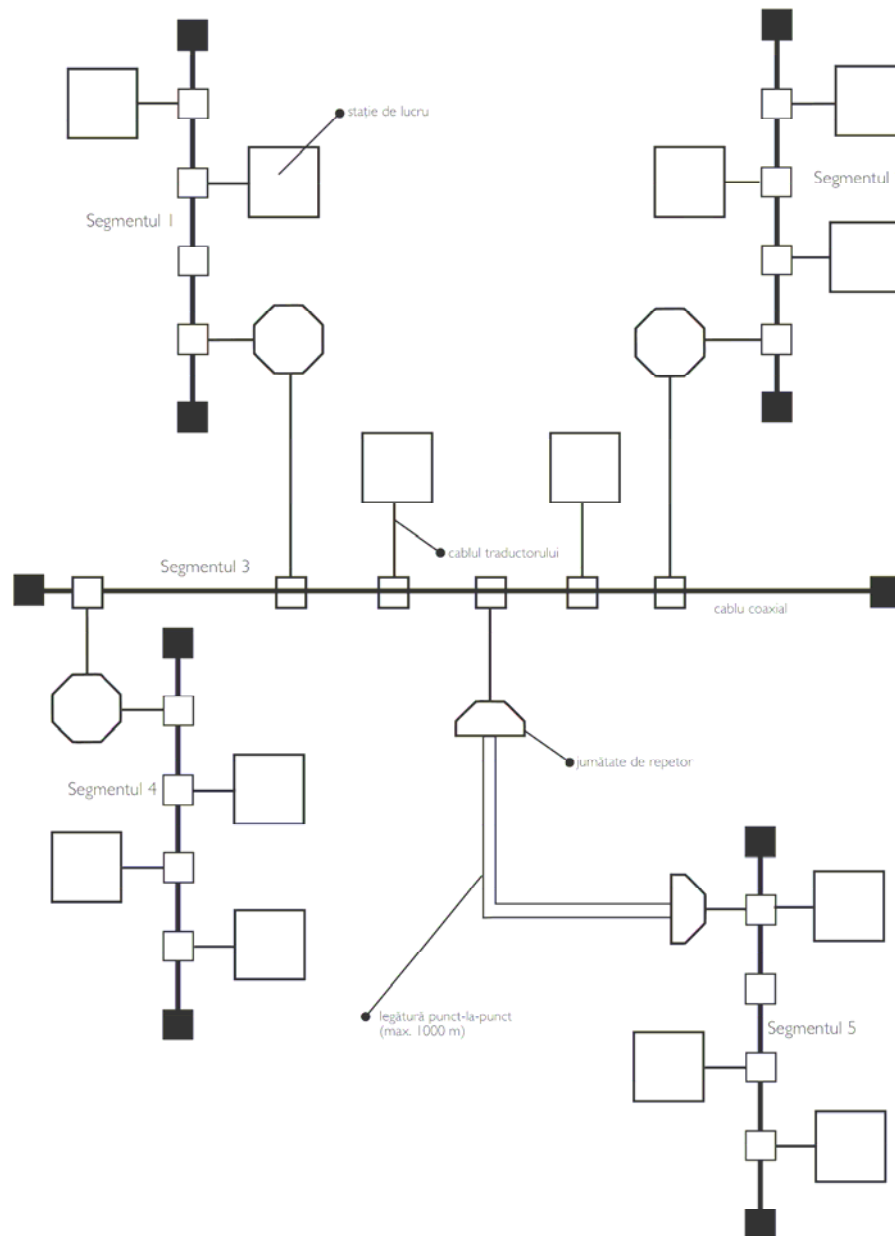 stație de lucru
Segmentul
Segmentul 1
cablul traductorului
Segmentul 3
cablu coaxial
jumătate de repetor
Segmentul 4
legătură punct-la-punct
(max. 1000 m)
Segmentul 5